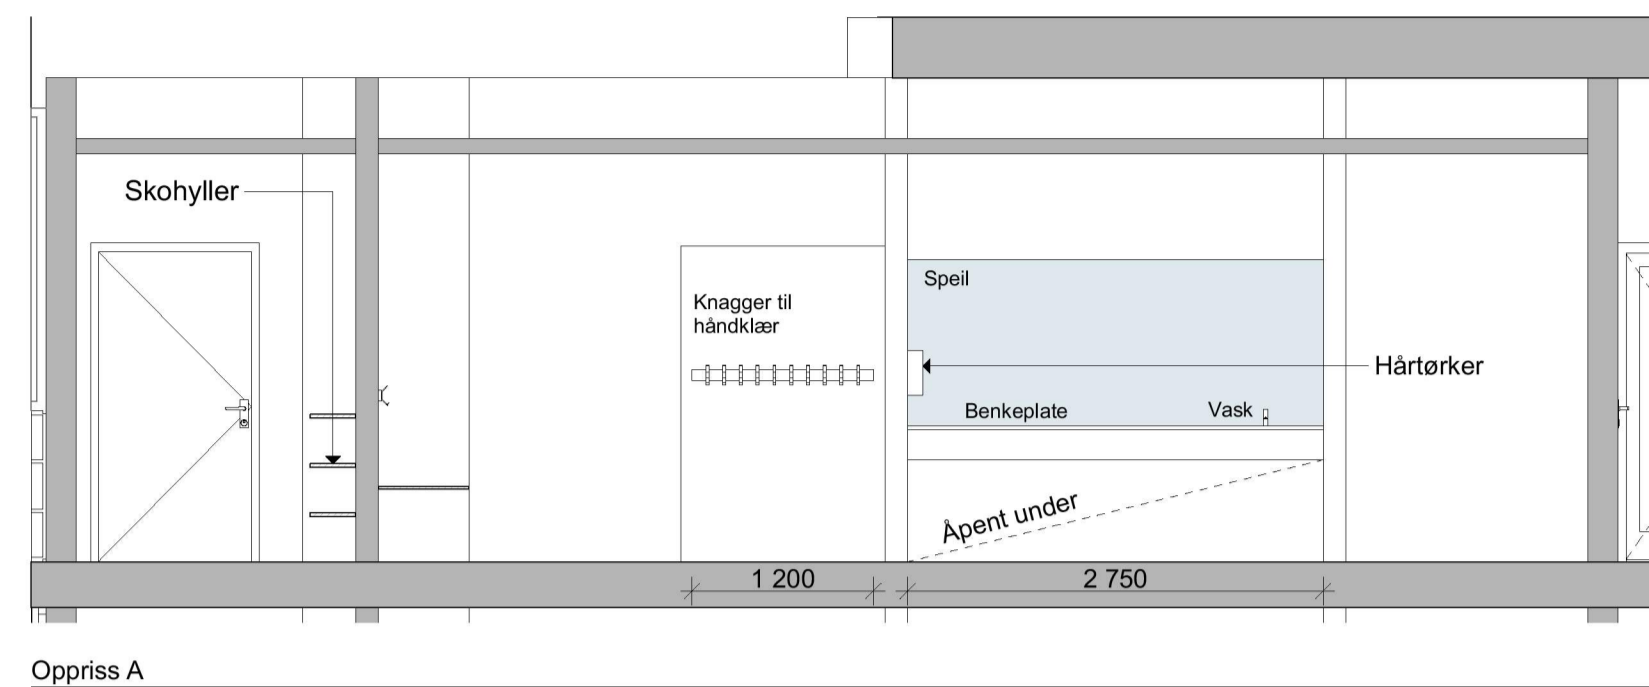 Skohyller
Speil
Knagger til
håndklær
Hårtørker
Benkeplate
Vask
Åpent under
1 200
2 750
Oppriss A